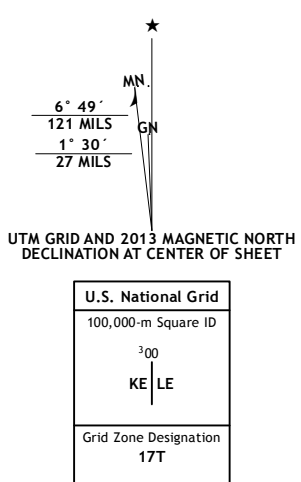 MN
GN
6° 49´
121 MILS
1° 30´
27 MILS
UTM GRID AND 2013 MAGNETIC NORTH
DECLINATION AT CENTER OF SHEET
U.S. National Grid
100,000-m Square ID
³00
KE LE
Grid Zone Designation
17T